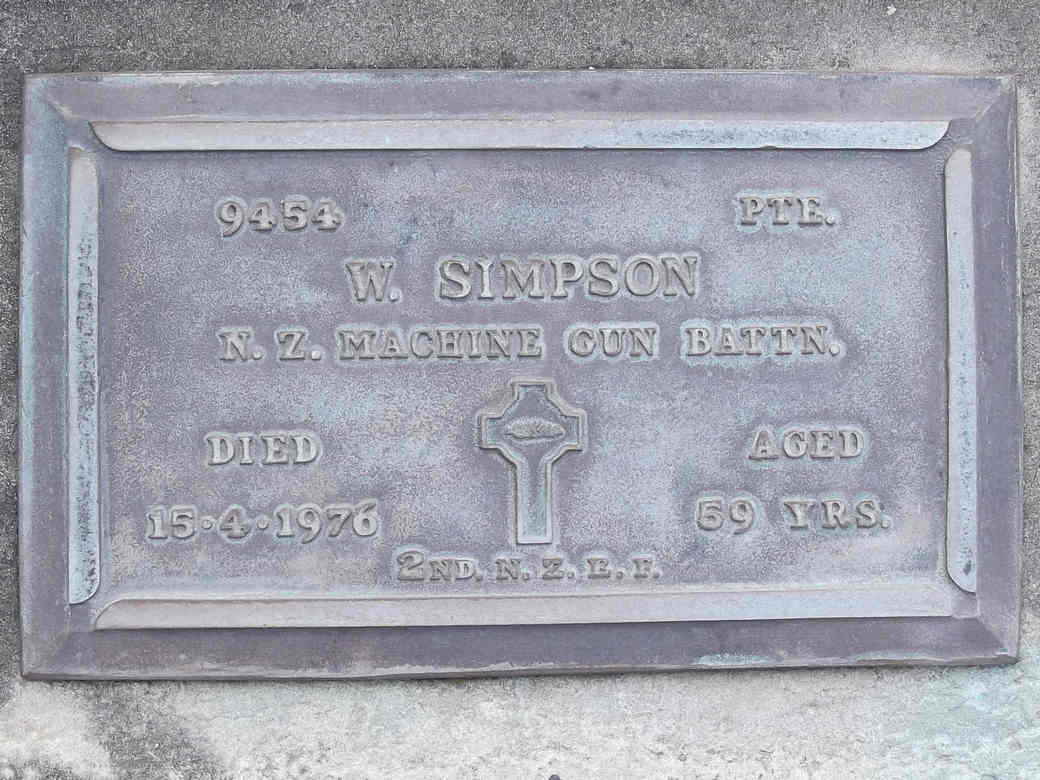 9454 PTE.
W. SIMPSON
N. Z. MACHINE GUN BATTN.
DIED AGED
15·4·1976 59 YRS.
2ND. N. Z. E. F.